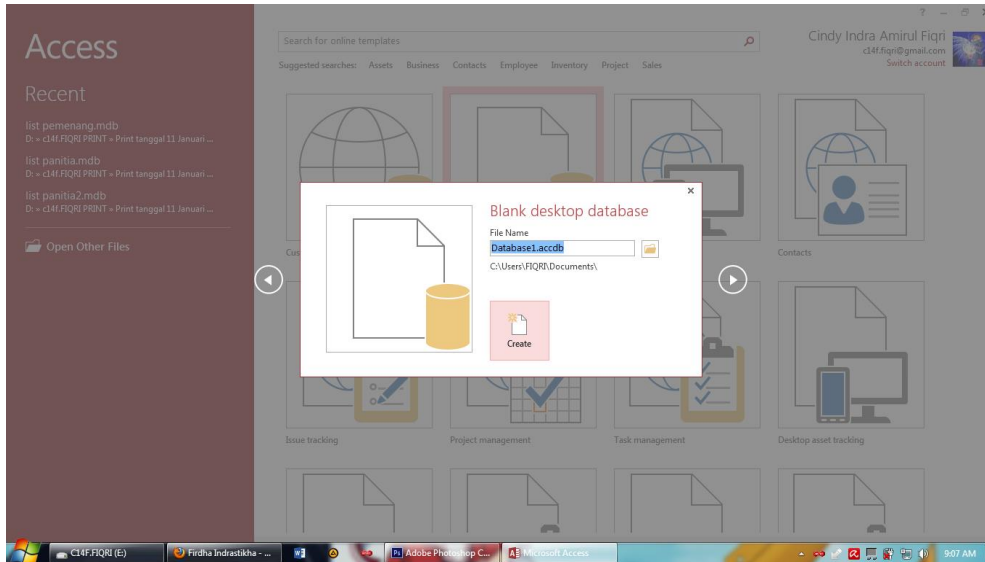 Access
Recent
list pemenang.mdb
D: » c14f.FIQRI PRINT » Print tanggal 11 Januari ...
list panitia.mdb
D: » c14f.FIQRI PRINT » Print tanggal 11 Januari ...
list panitia2.mdb
D: » c14f.FIQRI PRINT » Print tanggal 11 Januari ...
Open Other Files
?
Cindy Indra Amirul Fiqri
c14f.fiqri@gmail.com
Switch account
Search for online templates
Suggested searches: Assets Business Contacts Employee Inventory Project Sales
Blank desktop database
File Name
Database1.accdb
C:\Users\FIQRI\Documents\
Create
Cus
Contacts
Issue tracking
Project management
Task management
Desktop asset tracking
C14F.FIQRI (E:)
Firdha Indrastikha - ...
Ps Adobe Photoshop C...
Microsoft Access
9:07 AM